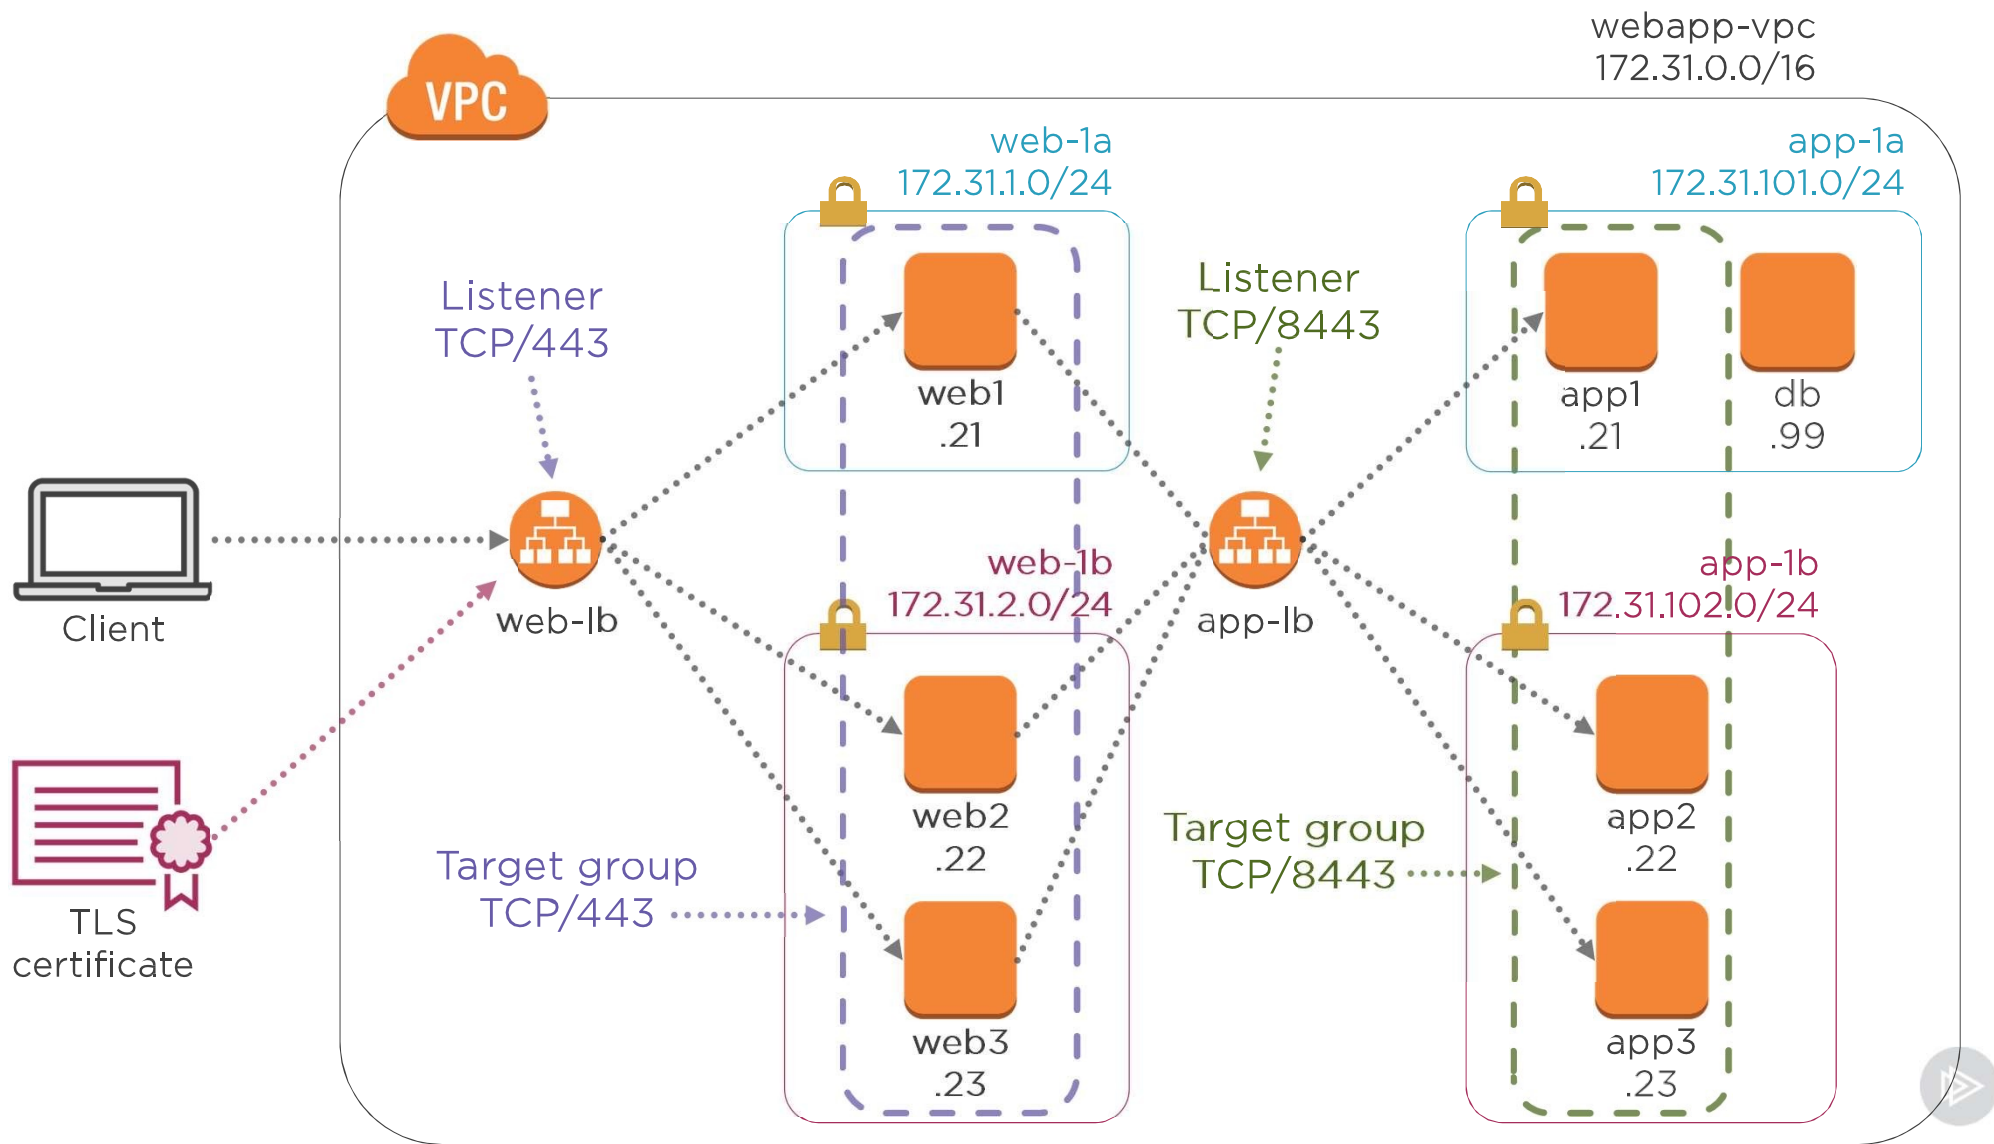 webapp-vpc
172.31.0.0/16
VPC
web-1a
172.31.1.0/24
app-1a
172.31.101.0/24
Listener
TCP/443
Listener
TCP/8443
web1
.21
app1
.21
db
.99
Client
web-lb
web-1b
172.31.2.0/24
app-lb
app-1b
172.31.102.0/24
web2
.22
app2
.22
Target group
TCP/443
Target group
TCP/8443
TLS
certificate
web3
.23
app3
.23